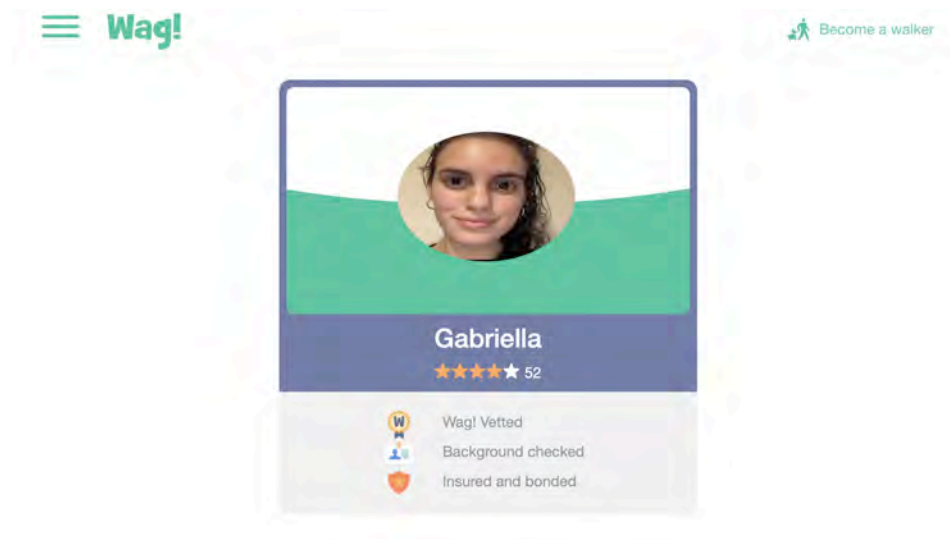 Wag!
Become a walker
Gabriella
52
W
Wag! Vetted
Background checked
Insured and bonded